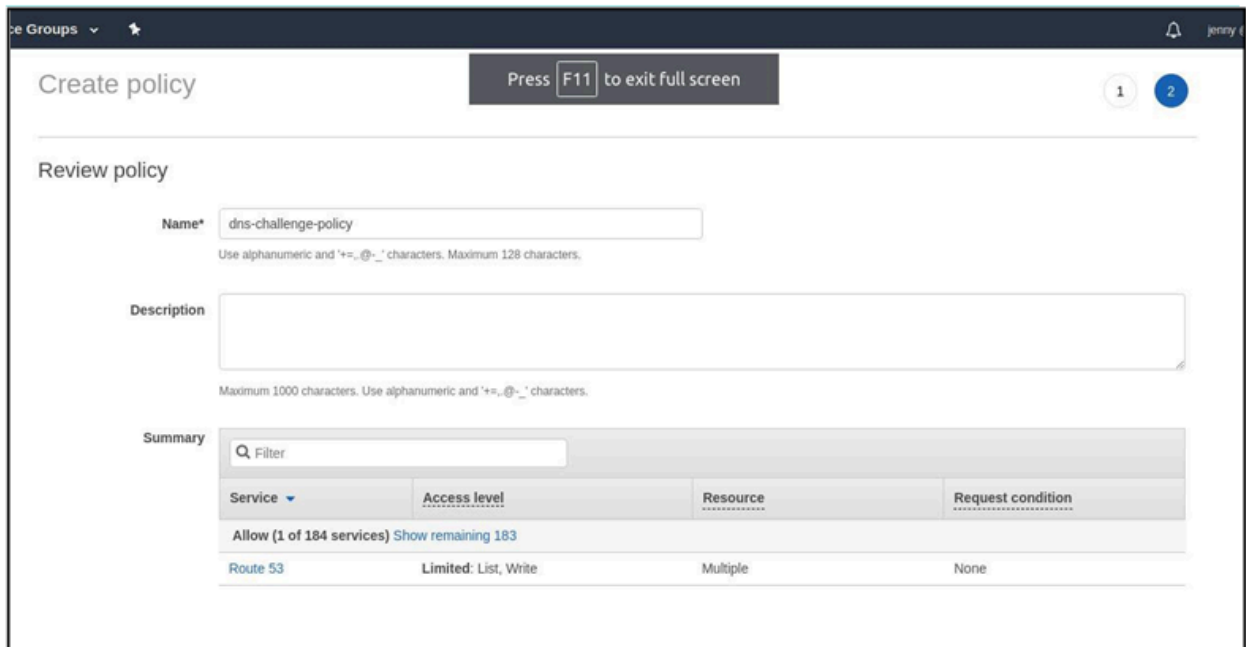 ce Groups
jenny @
Press F11 to exit full screen
Create policy
1 2
Review policy
Name* dns-challenge-policy
Use alphanumeric and '+=,.@-_' characters. Maximum 128 characters.
Description
Maximum 1000 characters. Use alphanumeric and '+=,.@-_' characters.
Summary
Filter
Service Access level Resource Request condition
Allow (1 of 184 services) Show remaining 183
Route 53 Limited: List, Write Multiple None